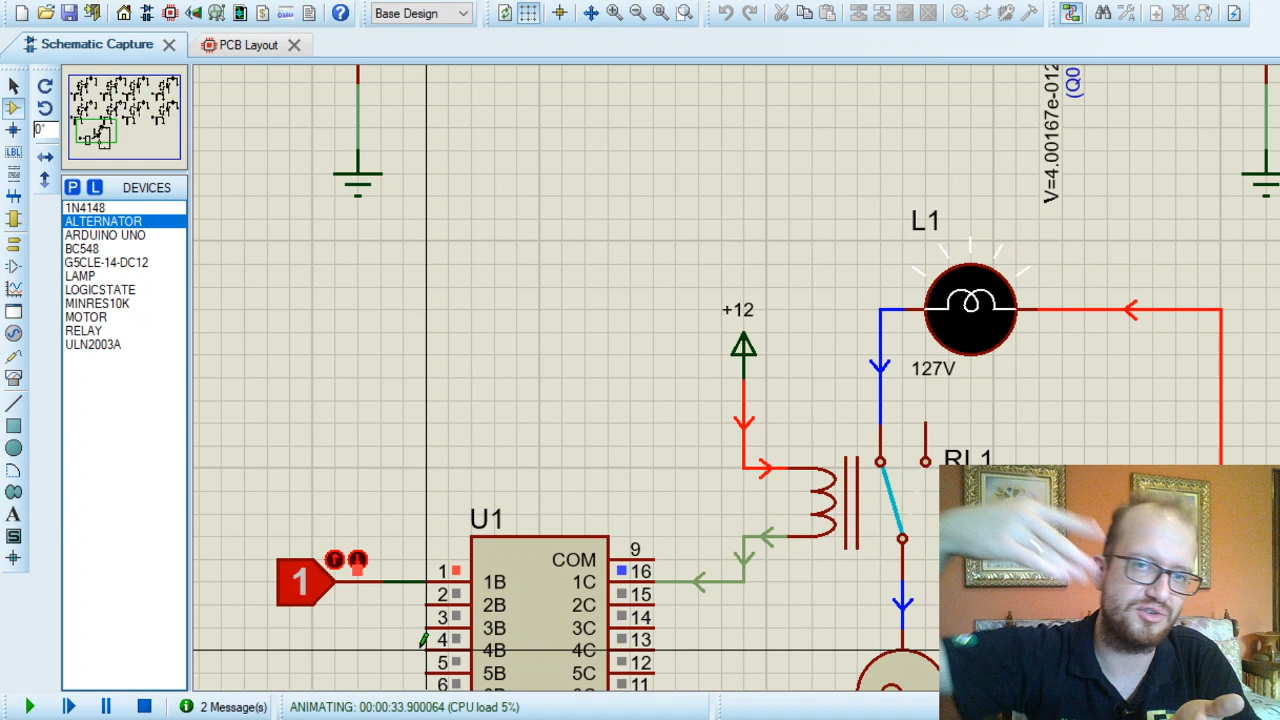 Base Design
Schematic Capture
PCB Layout
LBL
0°
P L DEVICES
1N4148
ALTERNATOR
ARDUINO UNO
BC548
G5CLE-14-DC12
LAMP
LOGICSTATE
MINRES10K
MOTOR
RELAY
ULN2003A
A
S
V=4.00167e-012
(Q0
L1
+12
127V
RL1
U1
1
COM
9
1 1B 1C 16
2 2B 2C 15
3 3B 3C 14
4 4B 4C 13
5 5B 5C 12
6 11
2 Message(s)
ANIMATING: 00:00:33.900064 (CPU load 5%)